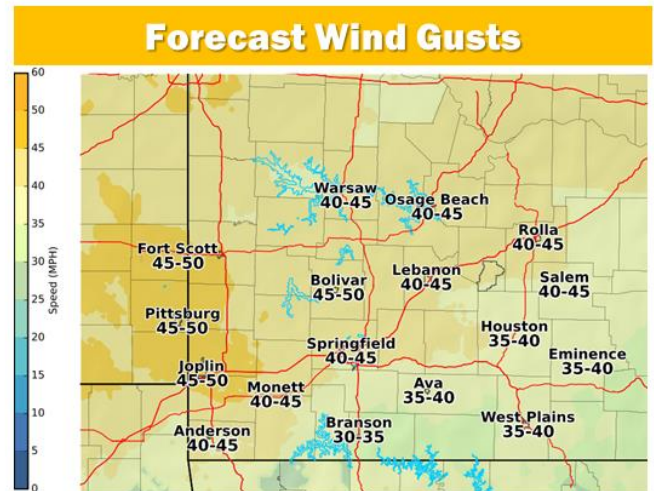 Forecast Wind Gusts
60
50
45
40
35
30
25
20
15
10
5
0
Speed (MPH)
Warsaw
40-45
Osage Beach
40-45
Rolla
40-45
Fort Scott
45-50
Bolivar
45-50
Lebanon
40-45
Salem
40-45
Pittsburg
45-50
Houston
35-40
Springfield
40-45
Eminence
35-40
Joplin
45-50
Monett
40-45
Ava
35-40
Anderson
40-45
Branson
30-35
West Plains
35-40